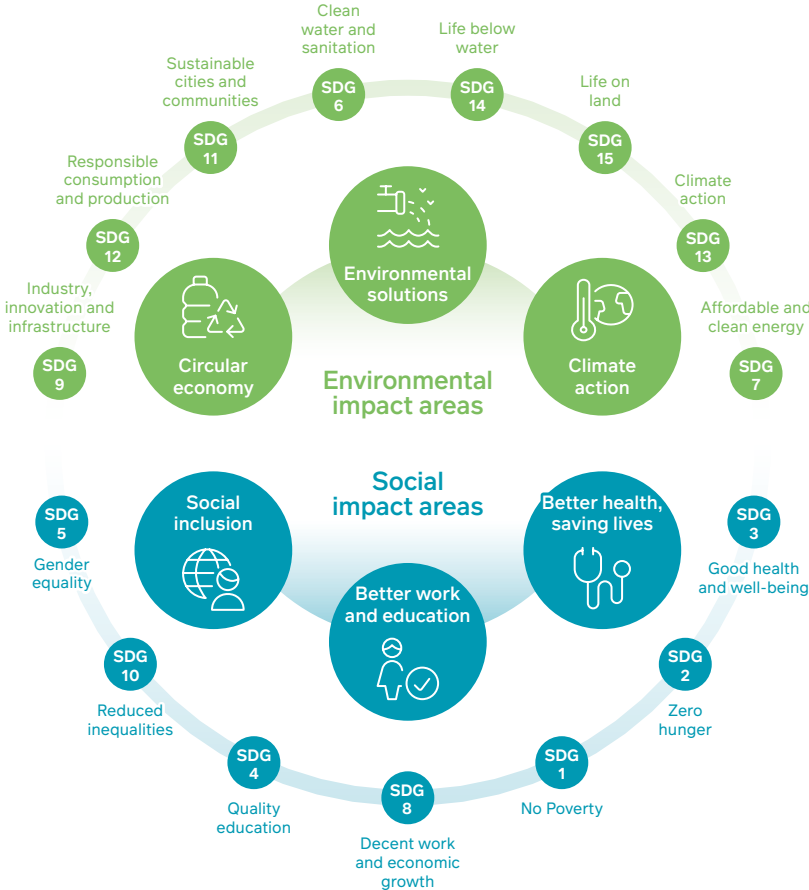 Clean
water and
sanitation
SDG
6
Life below
water
SDG
14
Sustainable
cities and
communities
SDG
11
Life on
land
SDG
15
Responsible
consumption
and production
SDG
12
Climate
action
SDG
13
Industry,
innovation and
infrastructure
SDG
9
Affordable and
clean energy
SDG
7
Environmental
solutions
Circular
economy
Climate
action
Environmental
impact areas
Social
impact areas
Social
inclusion
Better health,
saving lives
Better work
and education
SDG
5
Gender
equality
SDG
3
Good health
and well-being
SDG
10
Reduced
inequalities
SDG
2
Zero
hunger
SDG
4
Quality
education
SDG
1
No Poverty
SDG
8
Decent work
and economic
growth